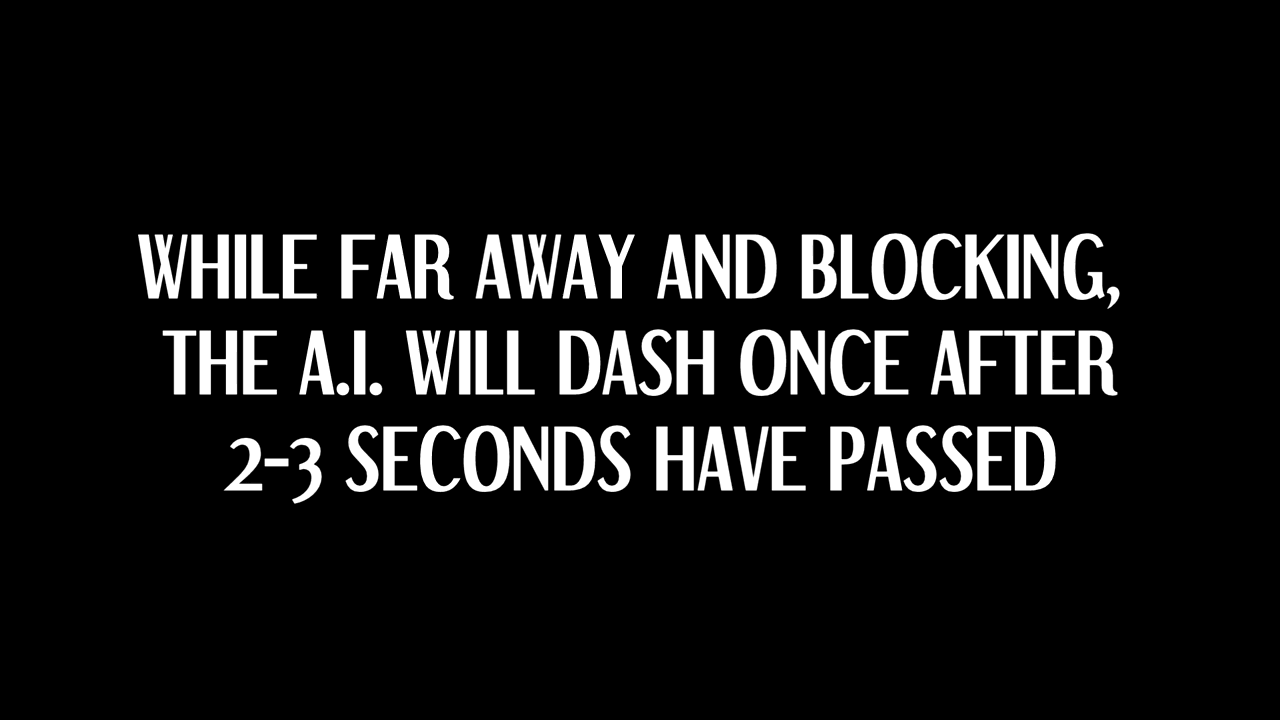 WHILE FAR AWAY AND BLOCKING,
THE A.I. WILL DASH ONCE AFTER
2-3 SECONDS HAVE PASSED